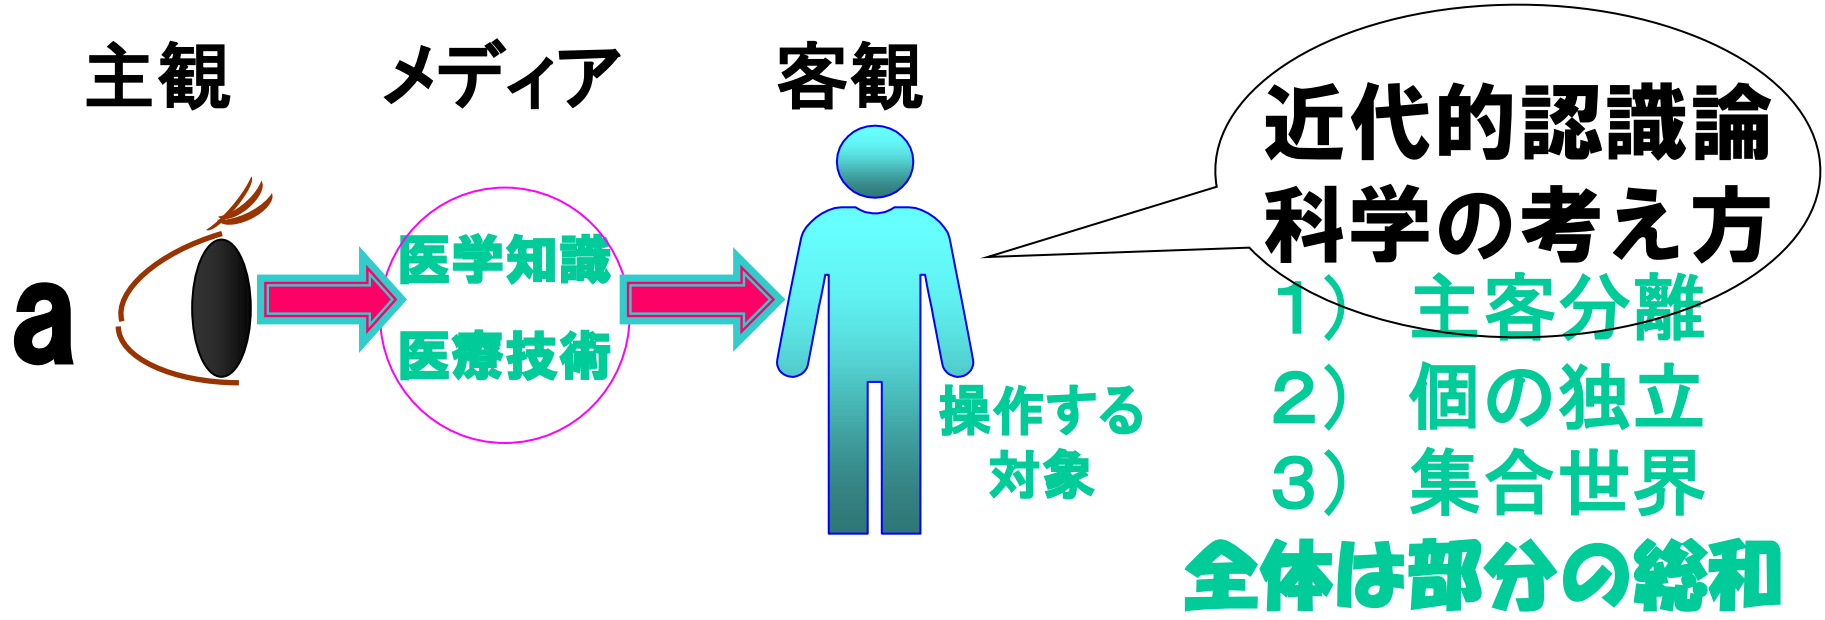 主観
メディア
客観
a
医学知識
医療技術
操作する
対象
近代的認識論
科学の考え方
1） 主客分離
2） 個の独立
3） 集合世界
全体は部分の総和